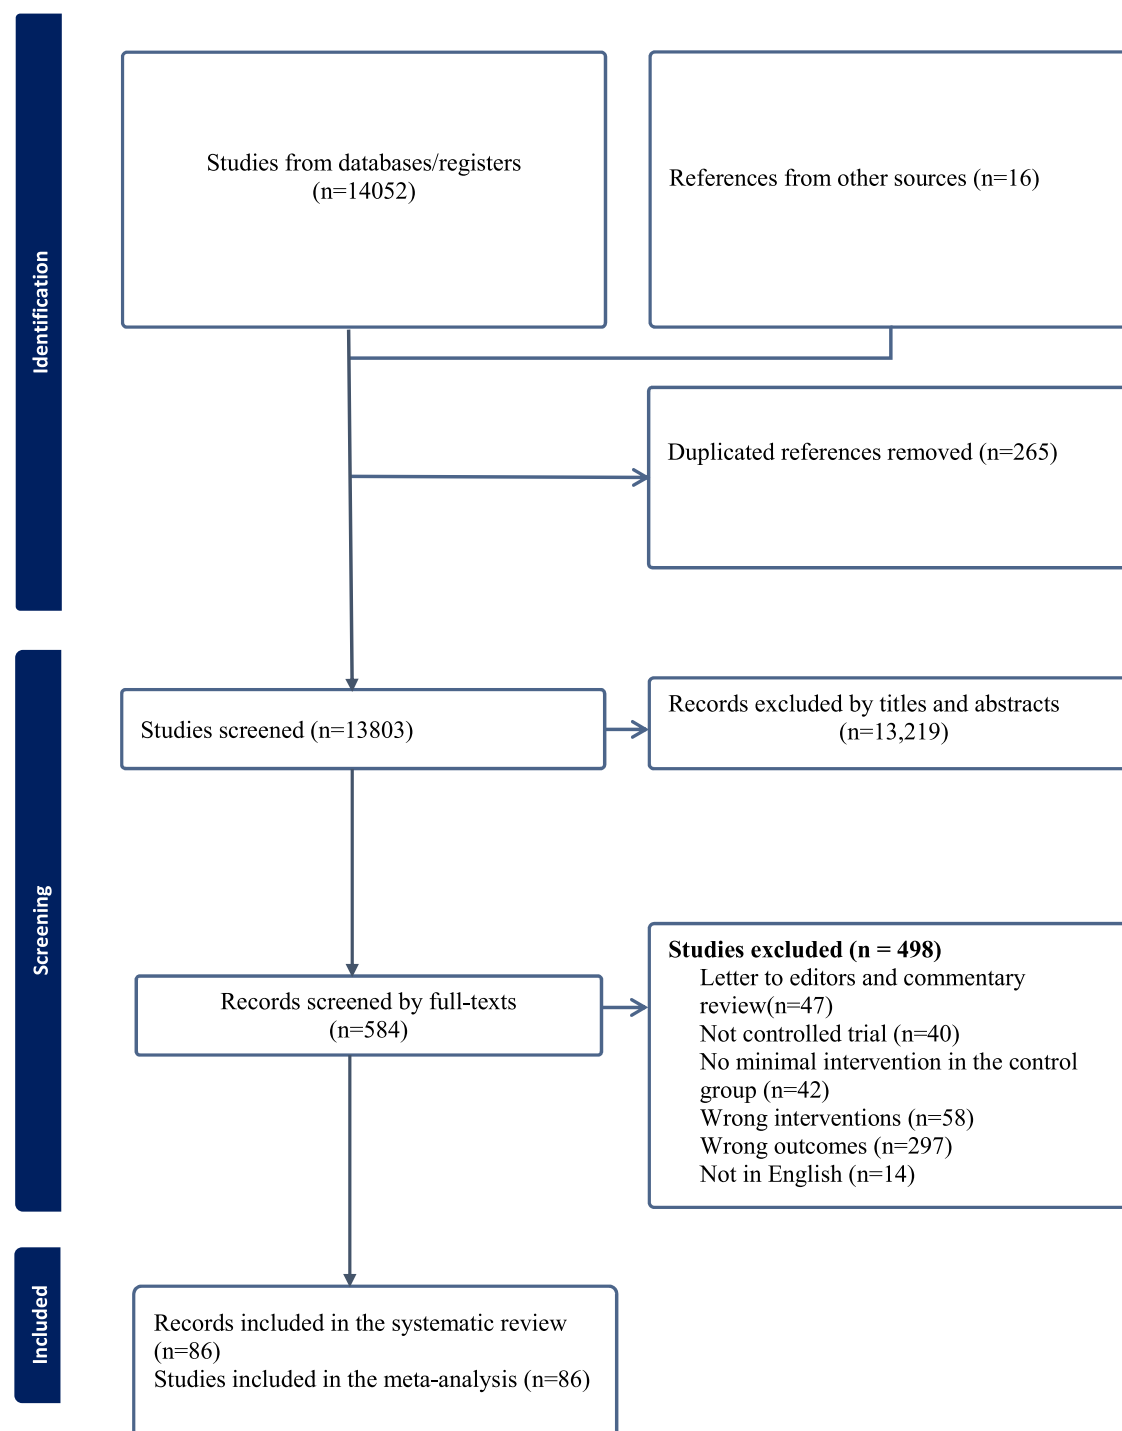 Identification
Studies from databases/registers
(n=14052)
References from other sources (n=16)
Duplicated references removed (n=265)
Screening
Studies screened (n=13803)
Records excluded by titles and abstracts
(n=13,219)
Records screened by full-texts
(n=584)
Studies excluded (n = 498)
Letter to editors and commentary
review(n=47)
Not controlled trial (n=40)
No minimal intervention in the control
group (n=42)
Wrong interventions (n=58)
Wrong outcomes (n=297)
Not in English (n=14)
Included
Records included in the systematic review
(n=86)
Studies included in the meta-analysis (n=86)